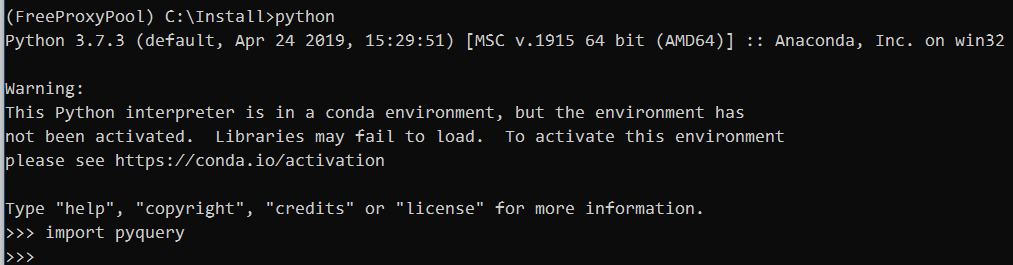 (FreeProxyPool) C:\Install>python
Python 3.7.3 (default, Apr 24 2019, 15:29:51) [MSC v.1915 64 bit (AMD64)] :: Anaconda, Inc. on win32
Warning:
This Python interpreter is in a conda environment, but the environment has
not been activated.  Libraries may fail to load.  To activate this environment
please see https://conda.io/activation
Type "help", "copyright", "credits" or "license" for more information.
>>> import pyquery
>>>